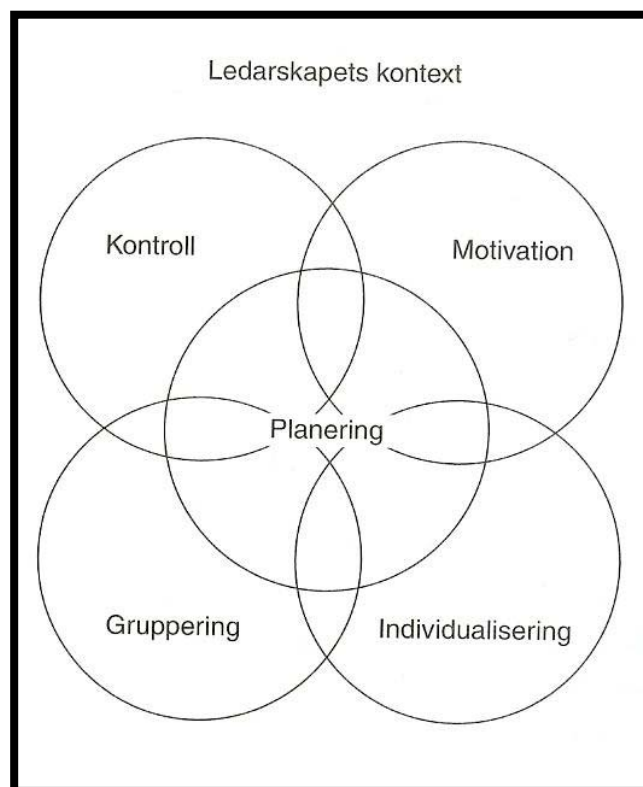 Ledarskapets kontext
Kontroll
Motivation
Planering
Gruppering
Individualisering